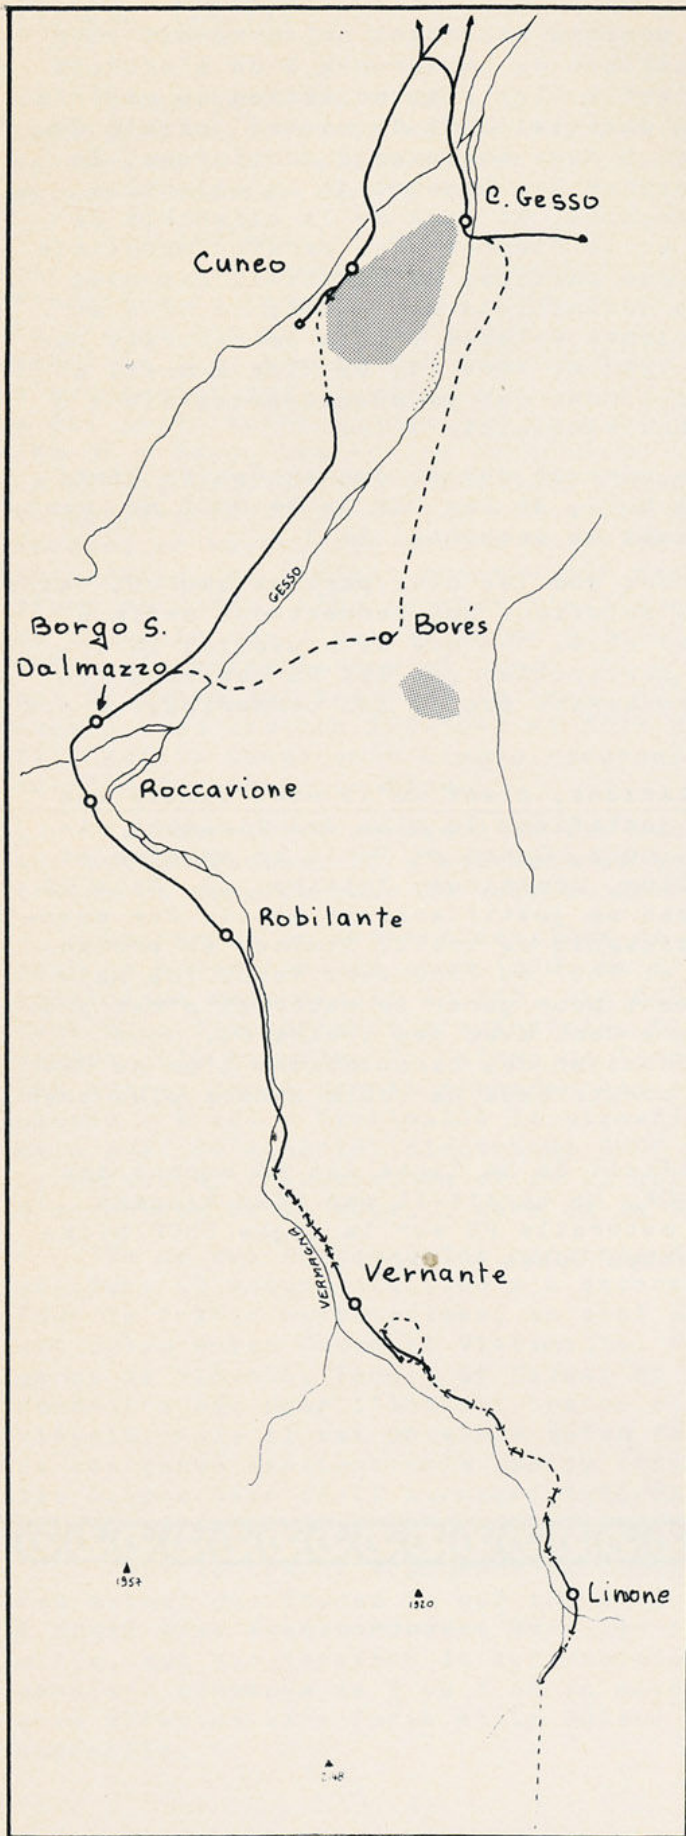 C. Gesso
Cuneo
GESSO
Borgo S.
Dalmazzo
Bovés
Roccavione
Robilante
VERMAGNA
Vernante
1957
1920
Limone